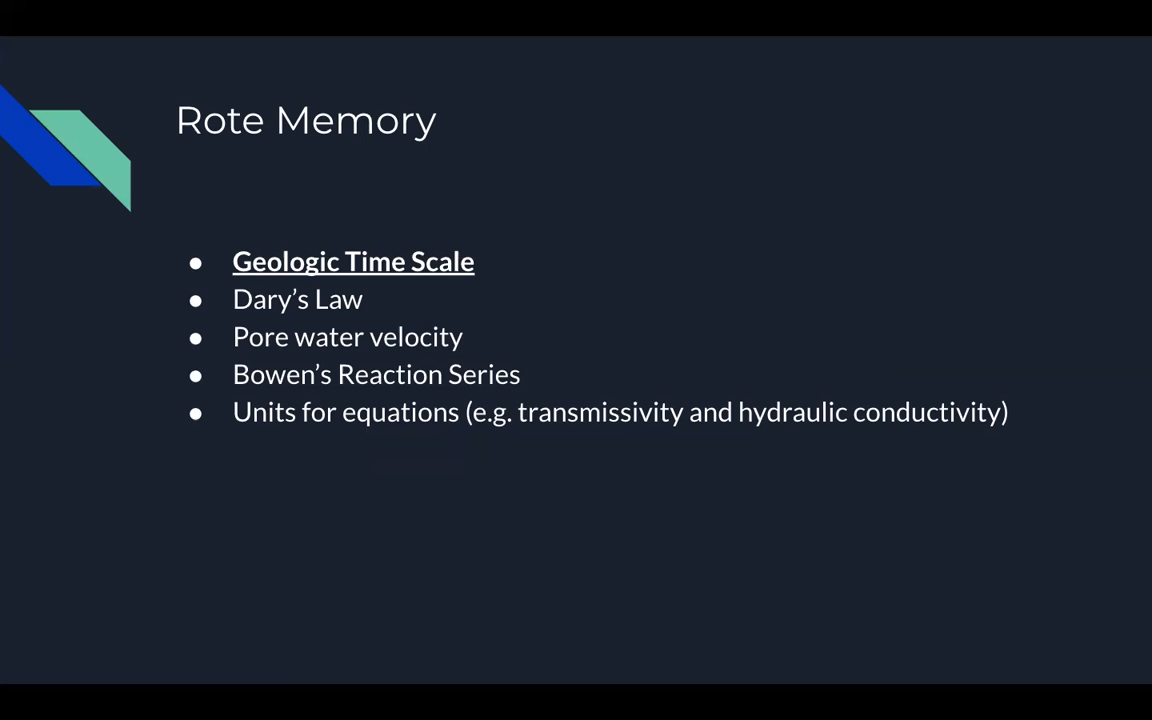 Rote Memory
● Geologic Time Scale
● Dary’s Law
● Pore water velocity
● Bowen’s Reaction Series
● Units for equations (e.g. transmissivity and hydraulic conductivity)